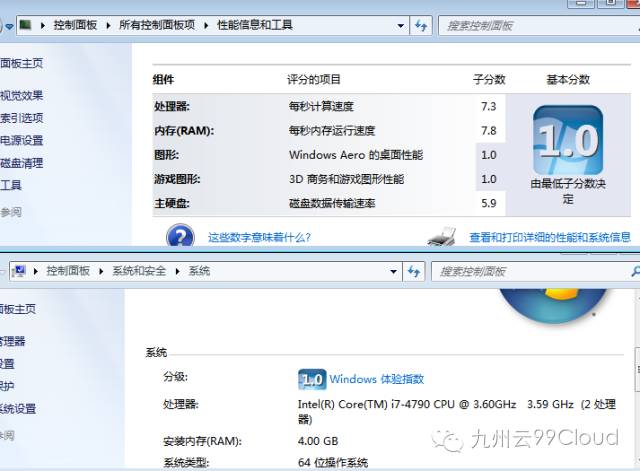 控制面板 所有控制面板项 性能信息和工具
搜索控制面板
面板主页
视觉效果
索引选项
电源设置
磁盘清理
工具
参阅
组件 评分的项目 子分数 基本分数
处理器: 每秒计算速度 7.3
内存(RAM): 每秒内存运行速度 7.8
图形: Windows Aero 的桌面性能 1.0
游戏图形: 3D 商务和游戏图形性能 1.0
主硬盘: 磁盘数据传输速率 5.9
1.0
由最低子分数决
定
这些数字意味着什么?
查看和打印详细的性能和系统信息
控制面板 系统和安全 系统
搜索控制面板
面板主页
管理器
设置
保护
系统设置
参阅
系统
分级: 1.0 Windows 体验指数
处理器: Intel(R) Core(TM) i7-4790 CPU @ 3.60GHz 3.59 GHz (2 处理
器)
安装内存(RAM): 4.00 GB
系统类型: 64 位操作系统
九州云99Cloud